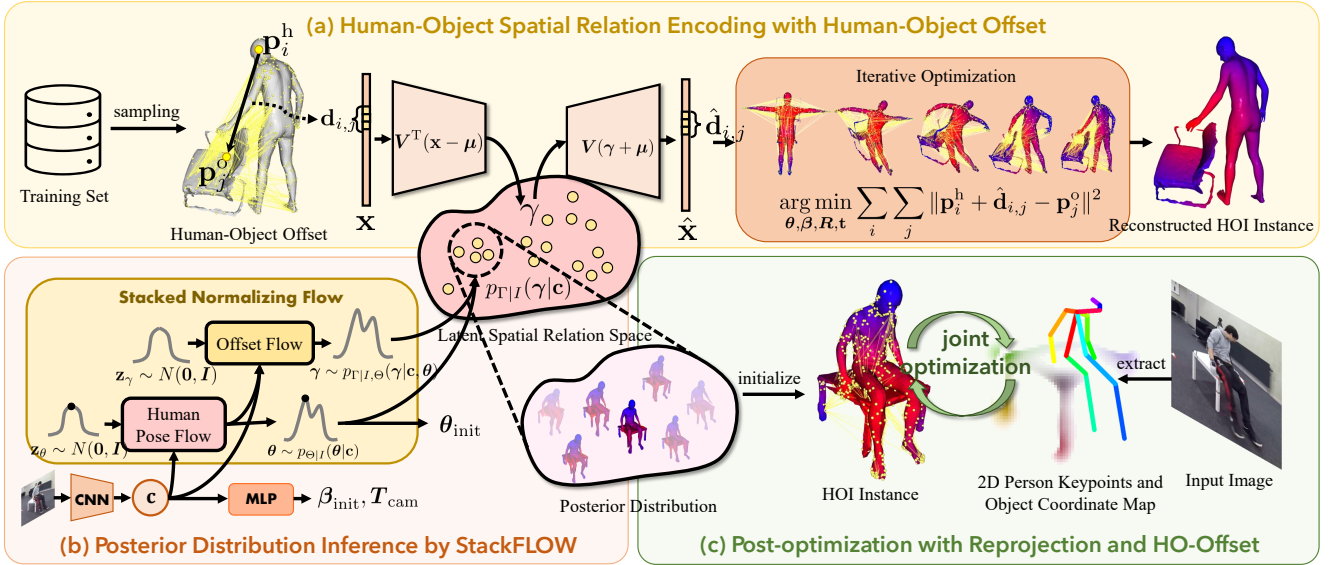 (a) Human-Object Spatial Relation Encoding with Human-Object Offset
Training Set
sampling
p_i^h
p_j^o
Human-Object Offset
d_{i,j}
x
V^T(x − μ)
γ
V(γ + μ)
x̂
d̂_{i,j}
Iterative Optimization
arg min_{θ,β,R,t} ∑_i ∑_j ‖p_i^h + d̂_{i,j} − p_j^o‖²
Reconstructed HOI Instance
p_{Γ|I}(γ|c)
Latent Spatial Relation Space
Stacked Normalizing Flow
z_γ ∼ N(0, I)
Offset Flow
γ ∼ p_{Γ|I,Θ}(γ|c, θ)
z_θ ∼ N(0, I)
Human
Pose Flow
θ ∼ p_{Θ|I}(θ|c)
θ_init
CNN
c
MLP
β_init, T_cam
Posterior Distribution
(b) Posterior Distribution Inference by StackFLOW
initialize
HOI Instance
joint
optimization
extract
2D Person Keypoints and
Object Coordinate Map
Input Image
(c) Post-optimization with Reprojection and HO-Offset